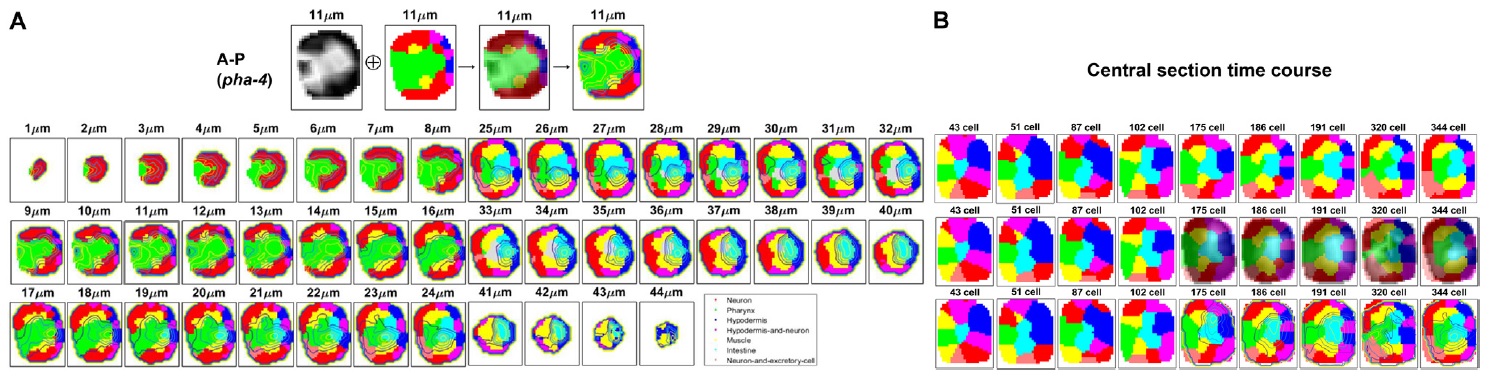 A
B
11μm 11μm 11μm 11μm
A-P
(pha-4)
Central section time course
1μm 2μm 3μm 4μm 5μm 6μm 7μm 8μm 25μm 26μm 27μm 28μm 29μm 30μm 31μm 32μm
9μm 10μm 11μm 12μm 13μm 14μm 15μm 16μm 33μm 34μm 35μm 36μm 37μm 38μm 39μm 40μm
17μm 18μm 19μm 20μm 21μm 22μm 23μm 24μm 41μm 42μm 43μm 44μm
Neuron
Pharynx
Hypodermis
Hypodermis-and-neuron
Muscle
Intestine
Neuron-and-excretory-cell
43 cell 51 cell 87 cell 102 cell 175 cell 186 cell 191 cell 320 cell 344 cell
43 cell 51 cell 87 cell 102 cell 175 cell 186 cell 191 cell 320 cell 344 cell
43 cell 51 cell 87 cell 102 cell 175 cell 186 cell 191 cell 320 cell 344 cell